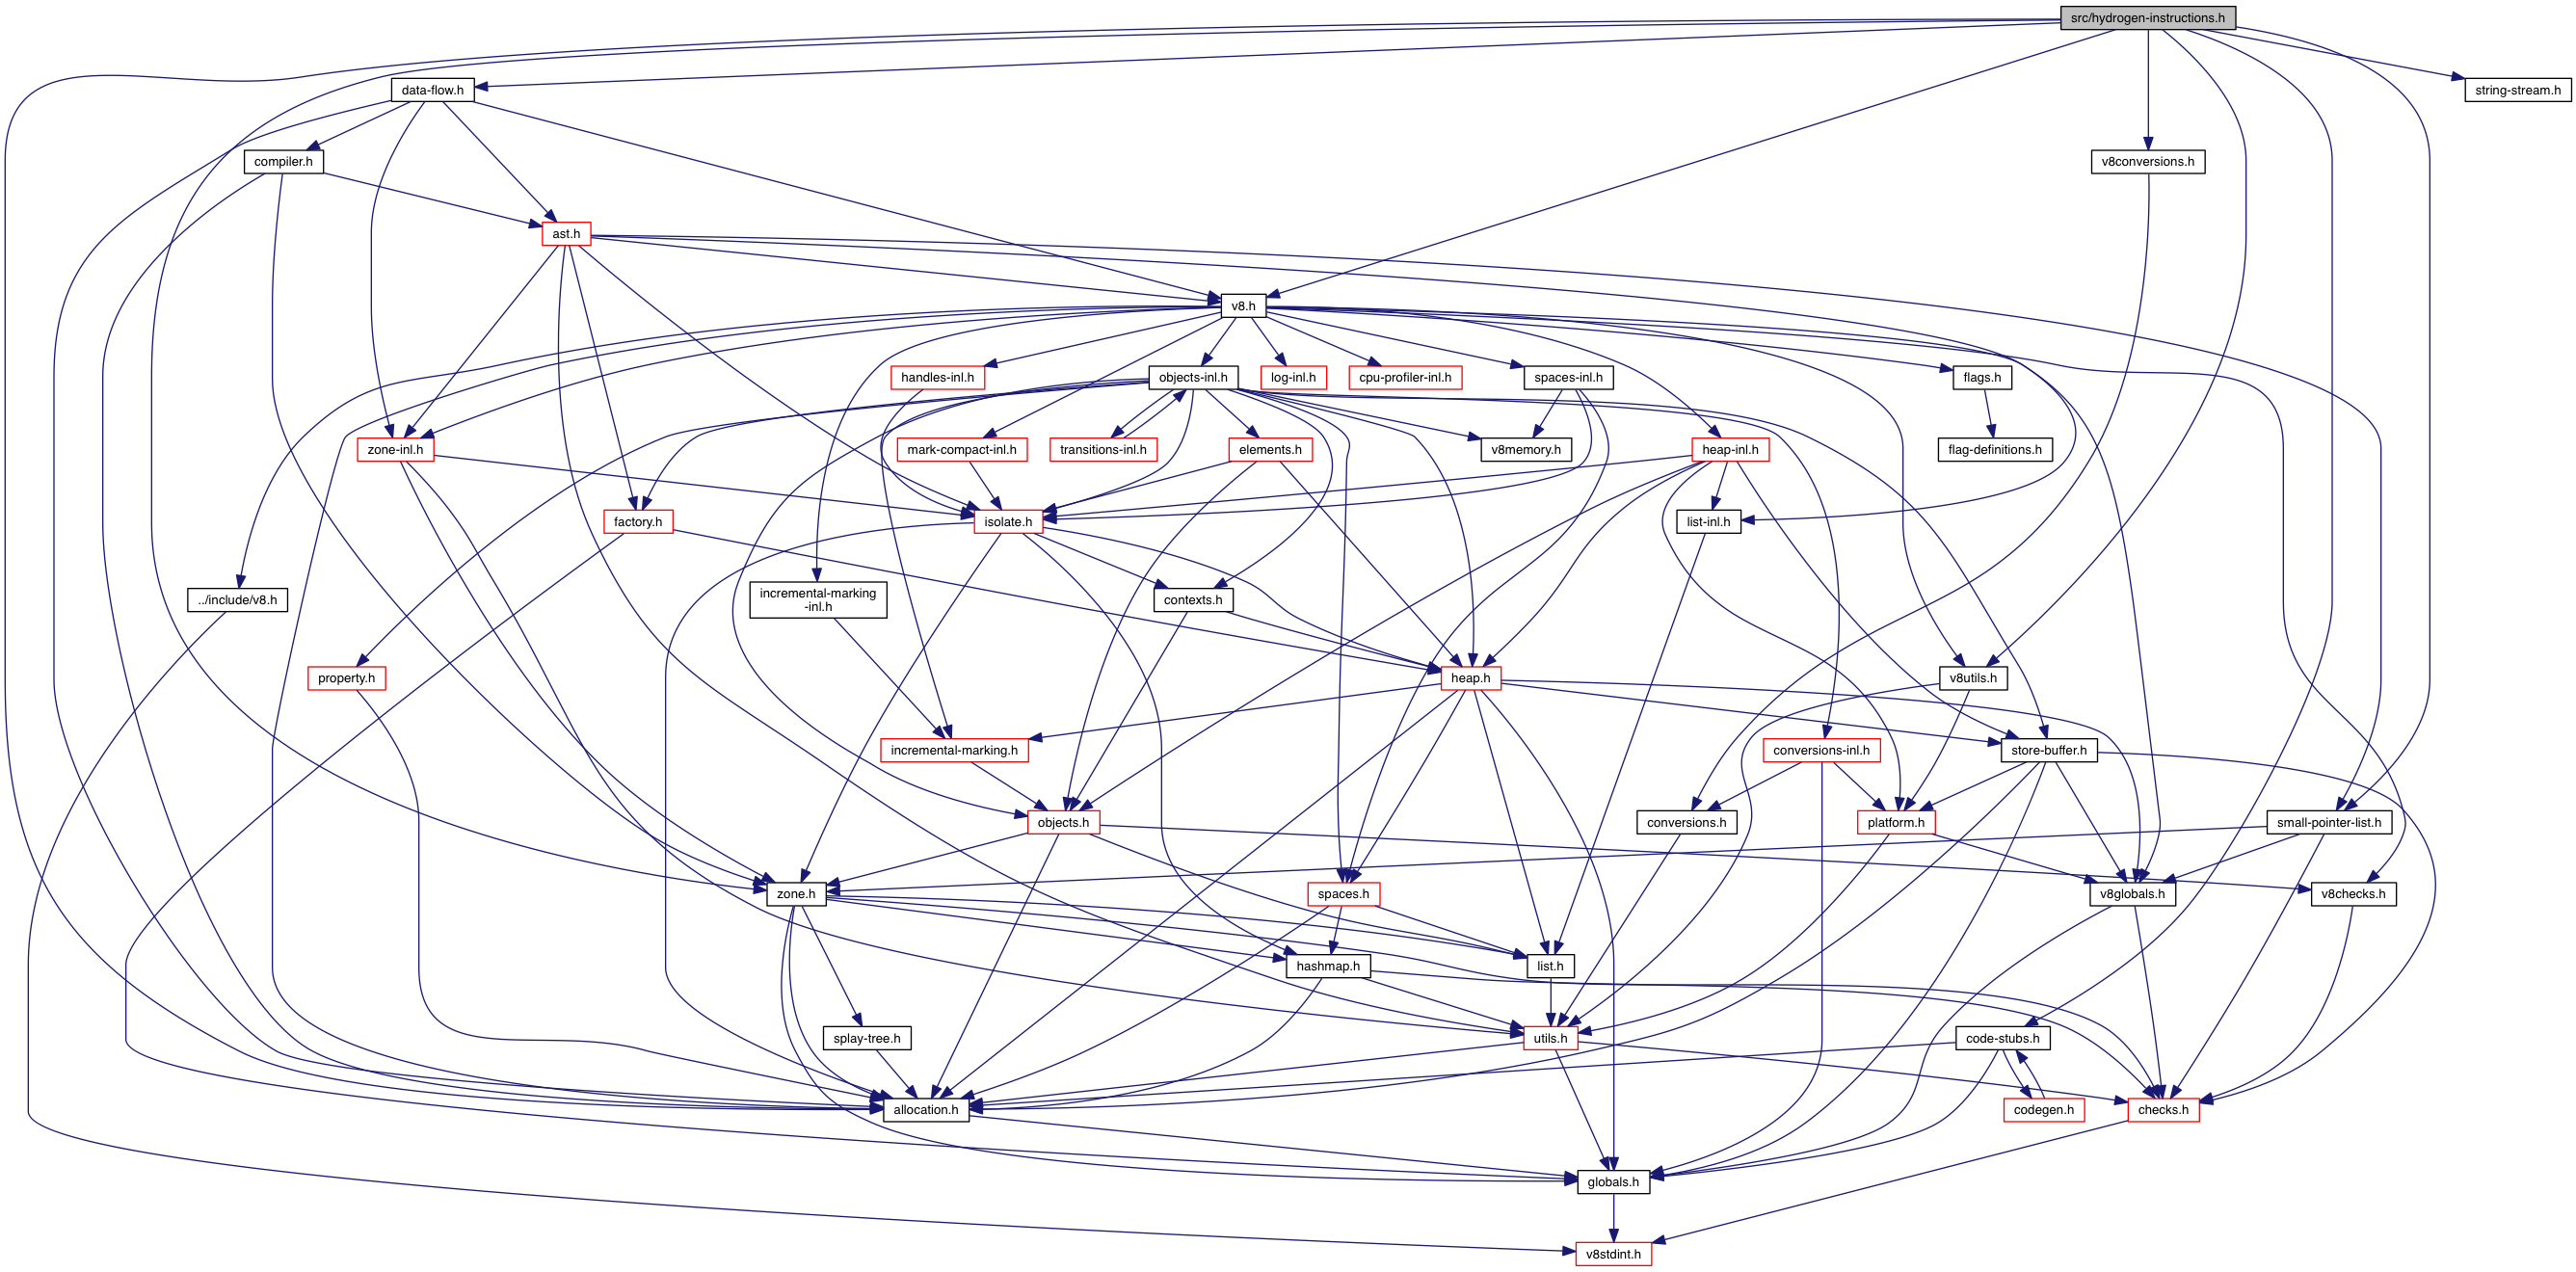 src/hydrogen-instructions.h
data-flow.h
string-stream.h
compiler.h
v8conversions.h
ast.h
v8.h
handles-inl.h
objects-inl.h
log-inl.h
cpu-profiler-inl.h
spaces-inl.h
flags.h
zone-inl.h
mark-compact-inl.h
transitions-inl.h
elements.h
v8memory.h
heap-inl.h
flag-definitions.h
factory.h
isolate.h
list-inl.h
../include/v8.h
incremental-marking
-inl.h
contexts.h
property.h
heap.h
v8utils.h
incremental-marking.h
conversions-inl.h
store-buffer.h
objects.h
conversions.h
platform.h
small-pointer-list.h
zone.h
spaces.h
v8globals.h
v8checks.h
hashmap.h
list.h
splay-tree.h
utils.h
code-stubs.h
allocation.h
codegen.h
checks.h
globals.h
v8stdint.h